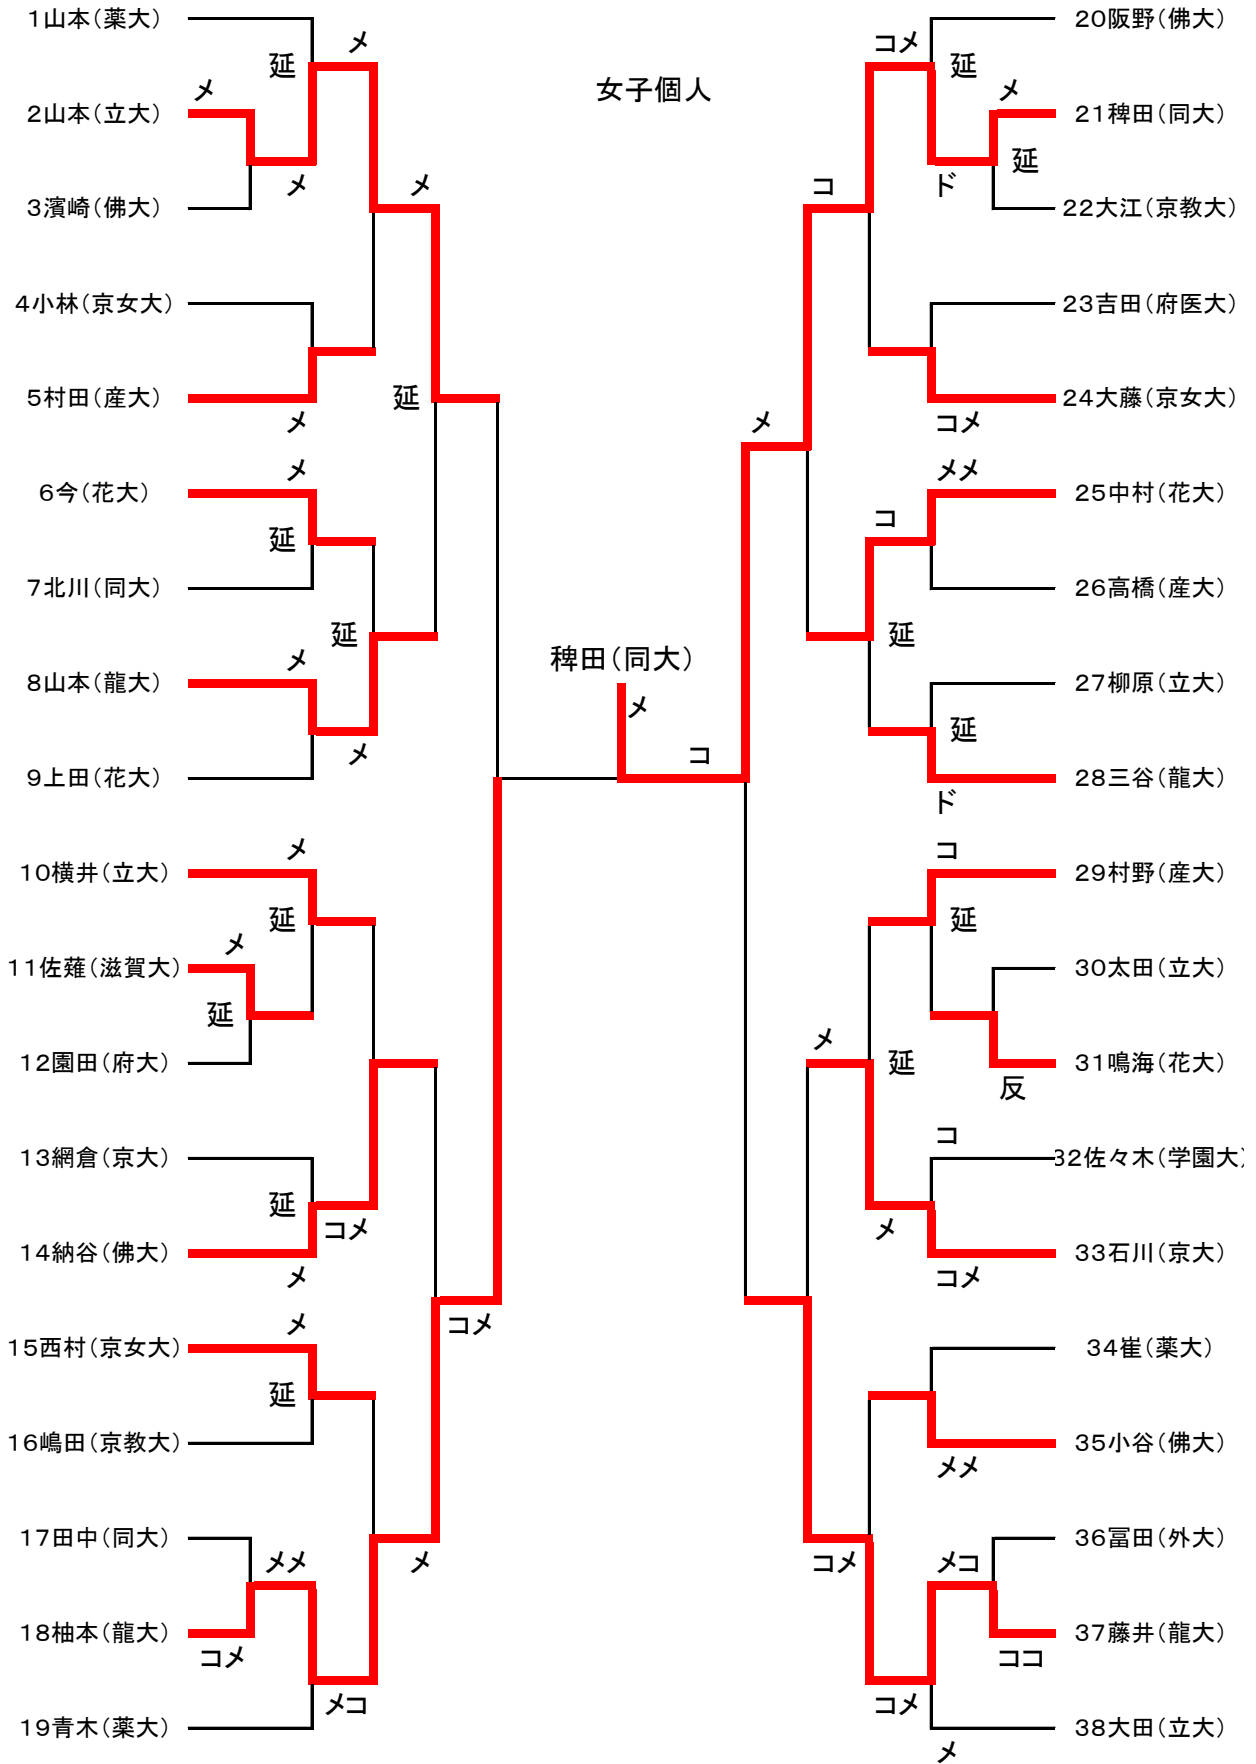 女子個人
1山本(薬大)
延
メ
メ
2山本(立大)
メ
3濱崎(佛大)
メ
4小林(京女大)
5村田(産大)
メ
延
メ
6今(花大)
延
7北川(同大)
延
メ
8山本(龍大)
メ
9上田(花大)
メ
10横井(立大)
延
メ
11佐薙(滋賀大)
延
12園田(府大)
13網倉(京大)
延
コメ
14納谷(佛大)
メ
コメ
メ
15西村(京女大)
延
16嶋田(京教大)
17田中(同大)
メメ
メ
18柚本(龍大)
コメ
メコ
19青木(薬大)
稗田(同大)
メ
コ
コメ
20阪野(佛大)
延
メ
21稗田(同大)
延
ド
コ
22大江(京教大)
23吉田(府医大)
24大藤(京女大)
コメ
メ
メメ
25中村(花大)
コ
26高橋(産大)
延
27柳原(立大)
延
28三谷(龍大)
ド
コ
29村野(産大)
延
30太田(立大)
メ
延
31鳴海(花大)
反
コ
32佐々木(学園大)
メ
33石川(京大)
コメ
34崔(薬大)
35小谷(佛大)
メメ
36冨田(外大)
コメ
メコ
37藤井(龍大)
ココ
コメ
38大田(立大)
メ